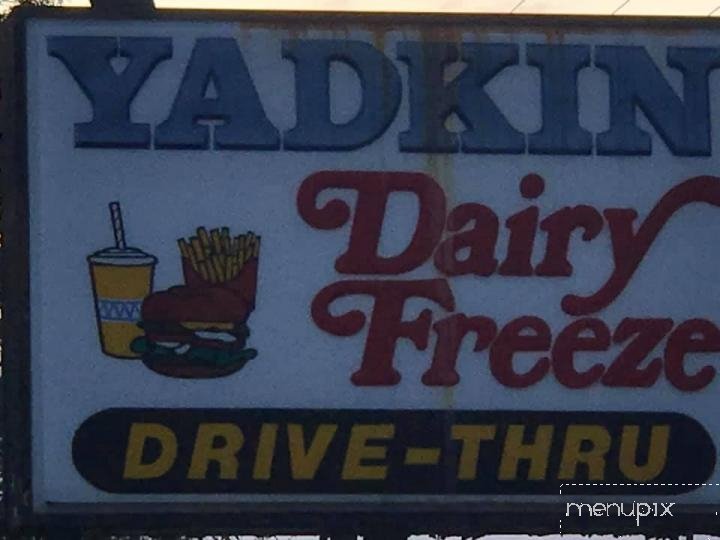 YADKIN
Dairy
Freeze
DRIVE-THRU
menupix